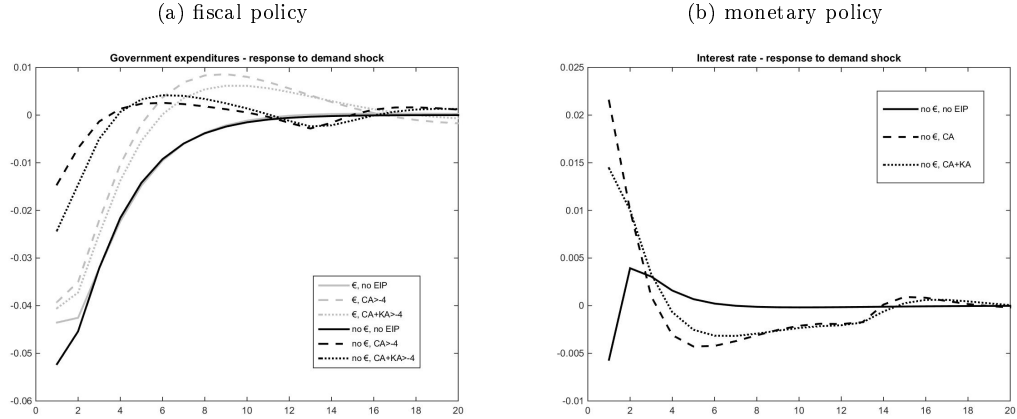 (a) fiscal policy
(b) monetary policy
Government expenditures - response to demand shock
0.01
0
-0.01
-0.02
-0.03
-0.04
-0.05
-0.06
0 2 4 6 8 10 12 14 16 18 20
€, no EIP
€, CA>-4
€, CA+KA>-4
no €, no EIP
no €, CA>-4
no €, CA+KA>-4
Interest rate - response to demand shock
0.025
0.02
0.015
0.01
0.005
0
-0.005
-0.01
0 2 4 6 8 10 12 14 16 18 20
no €, no EIP
no €, CA
no €, CA+KA